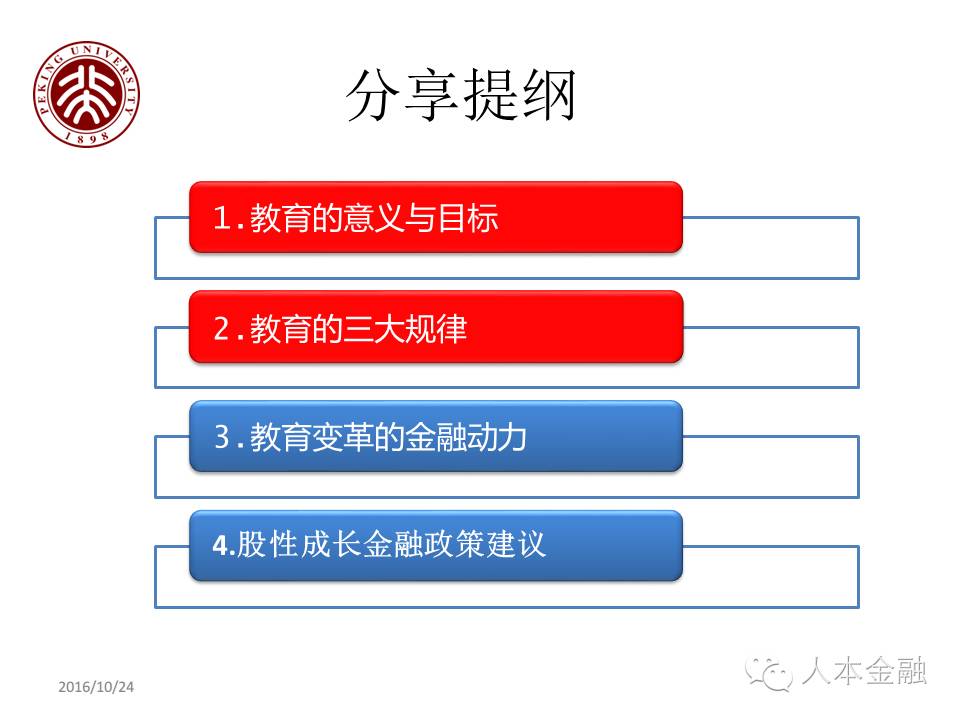 PEKING UNIVERSITY
1898
分享提纲
1.教育的意义与目标
2.教育的三大规律
3.教育变革的金融动力
4.股性成长金融政策建议
2016/10/24
人本金融